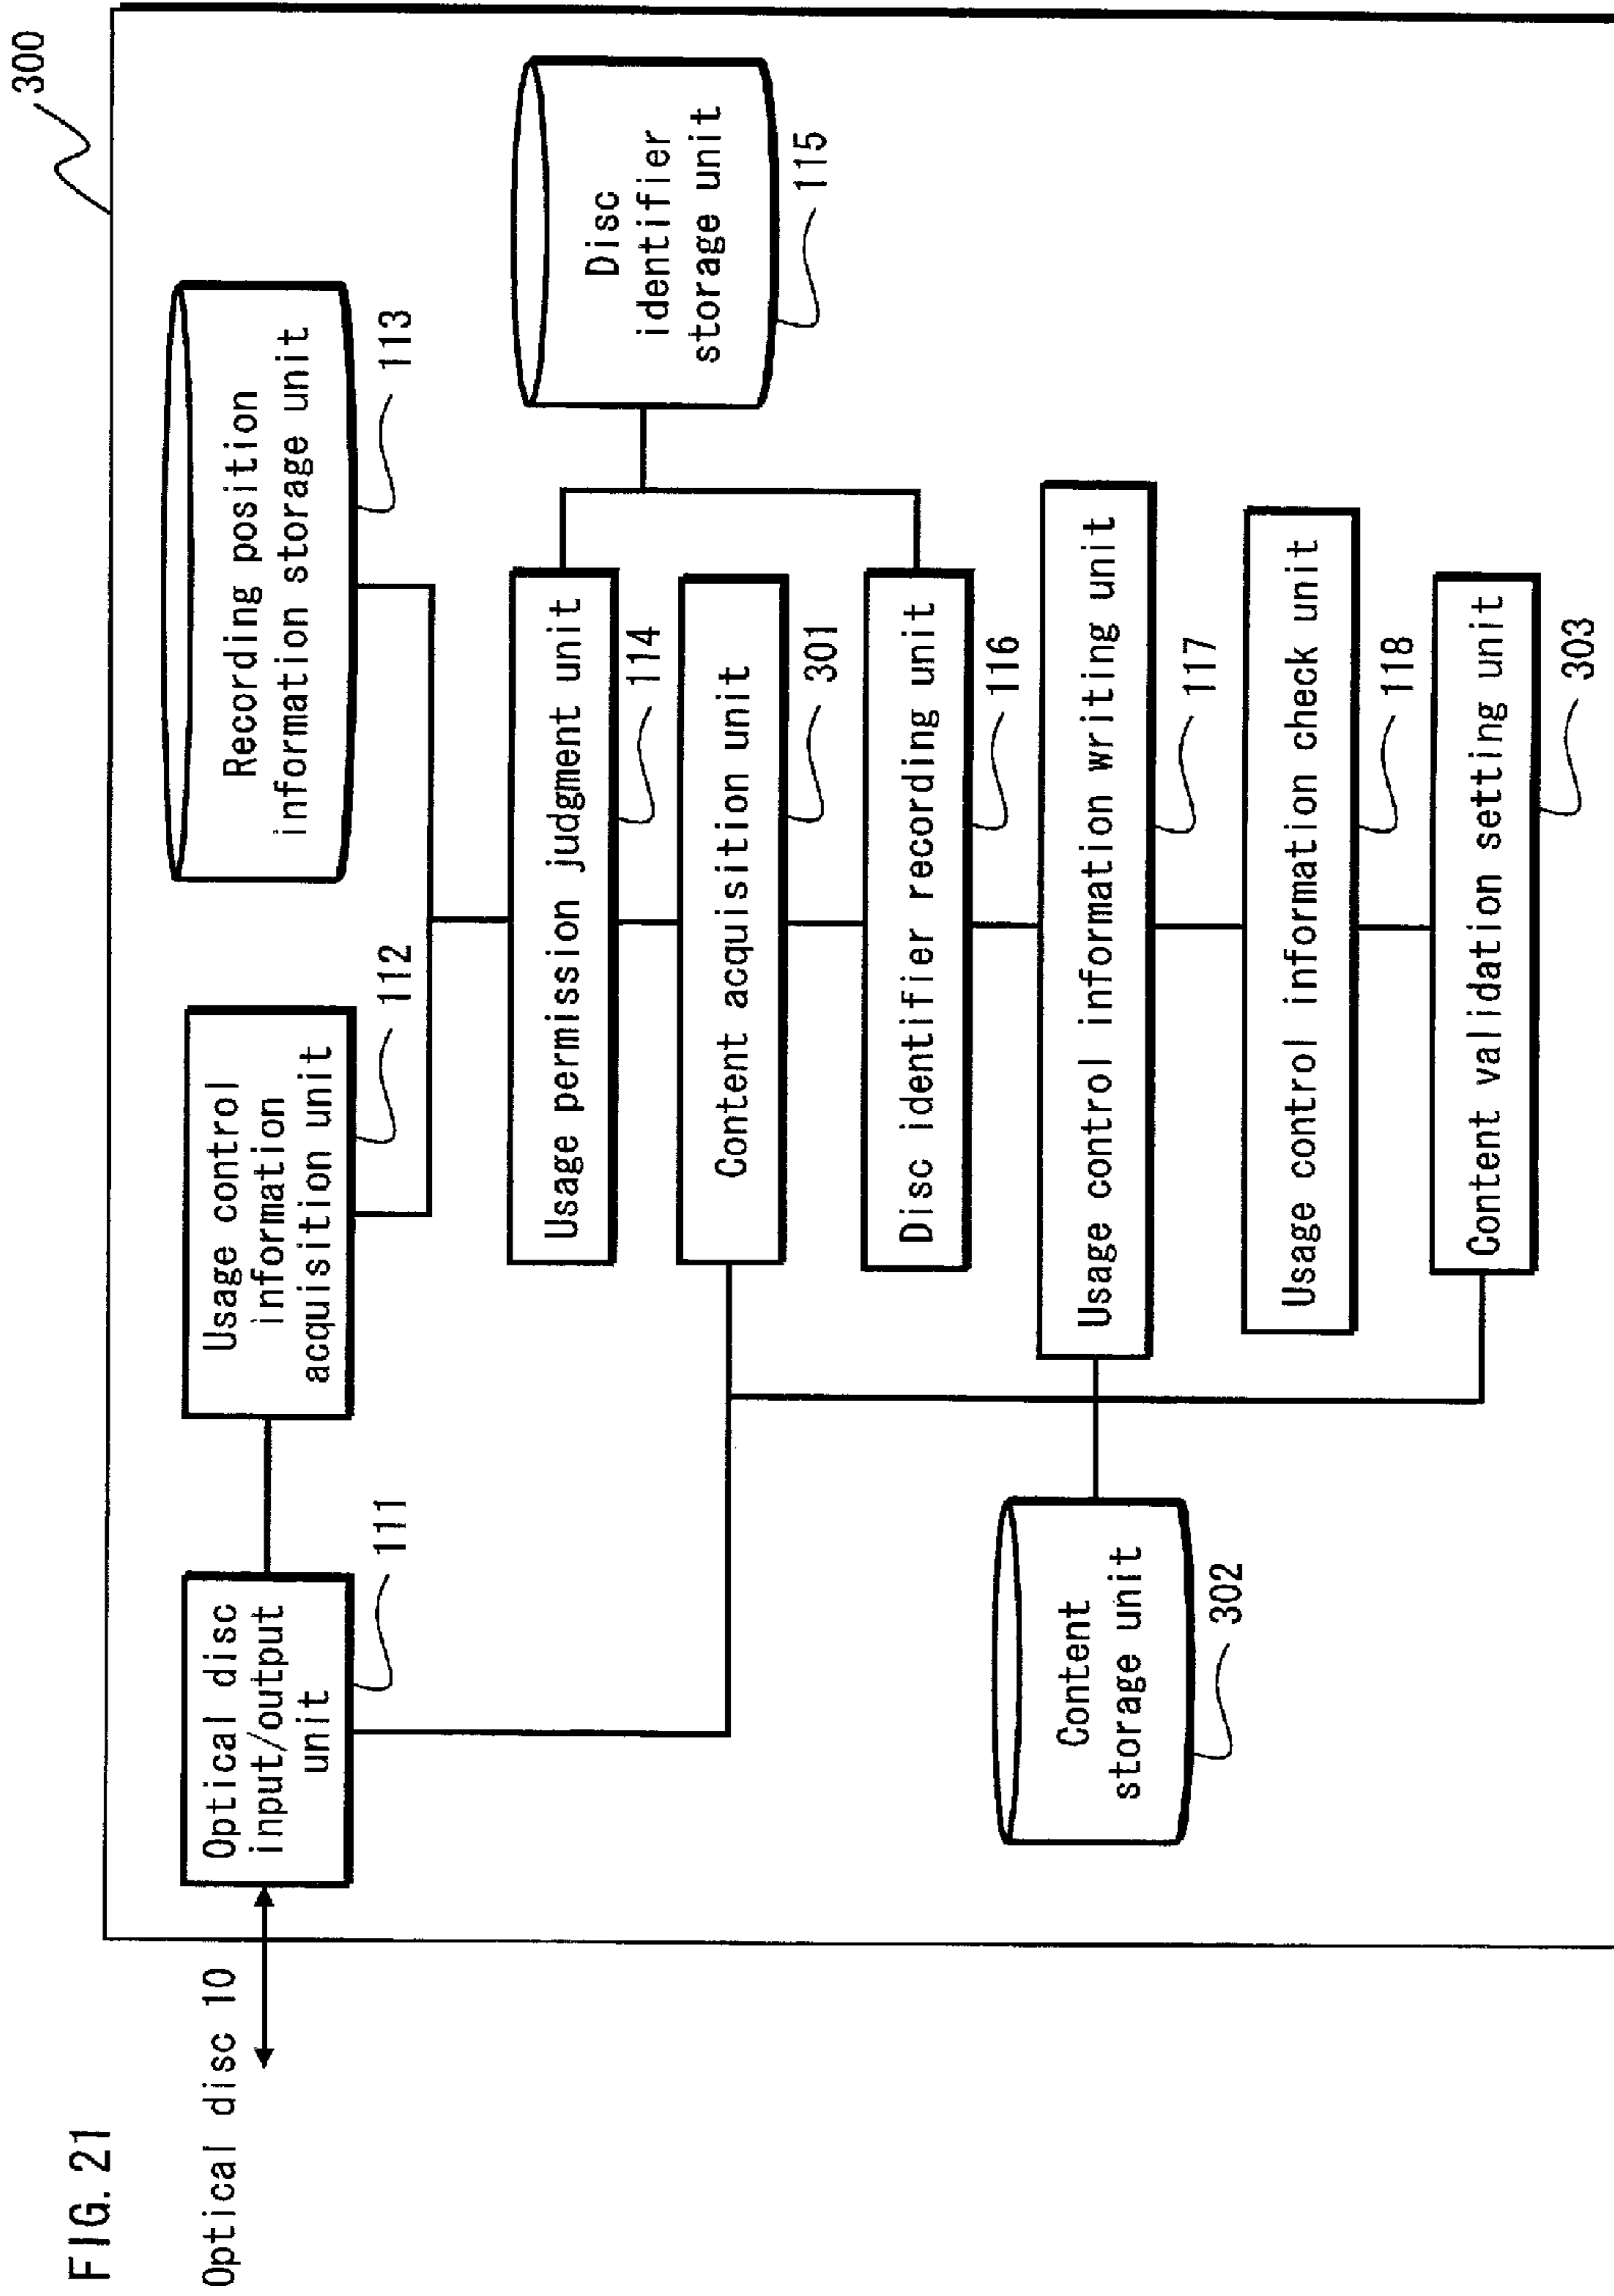 FIG. 21
300
Optical disc 10
Optical disc
input/output
unit
111
Usage control
information
acquisition unit
112
Recording position
information storage unit
113
Usage permission judgment unit
114
Disc
identifier
storage unit
115
Content acquisition unit
301
Disc identifier recording unit
116
Content
storage unit
302
Usage control information writing unit
117
Usage control information check unit
118
Content validation setting unit
303